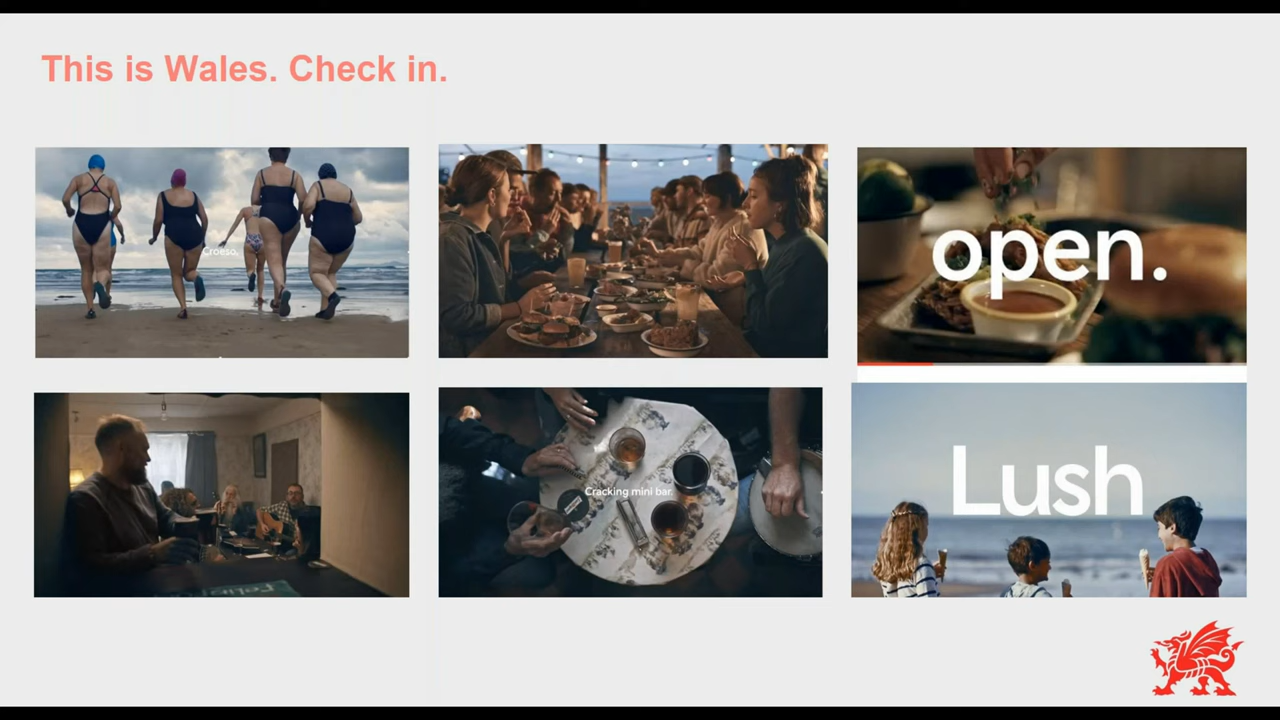 This is Wales. Check in.
Croeso.
open.
Cracking mini bar.
Lush